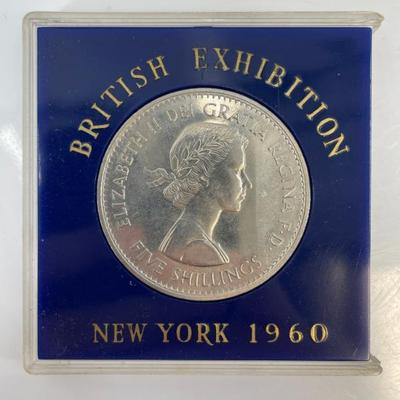 BRITISH EXHIBITION
ELIZABETH II DEI GRATIA REGINA F.D.
FIVE SHILLINGS
NEW YORK 1960